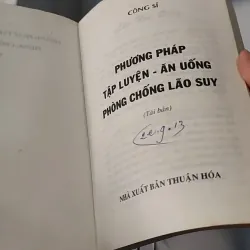 CÔNG SĨ
PHƯƠNG PHÁP
TẬP LUYỆN - ĂN UỐNG
PHÒNG CHỐNG LÃO SUY
(Tái bản)
NHÀ XUẤT BẢN THUẬN HÓA